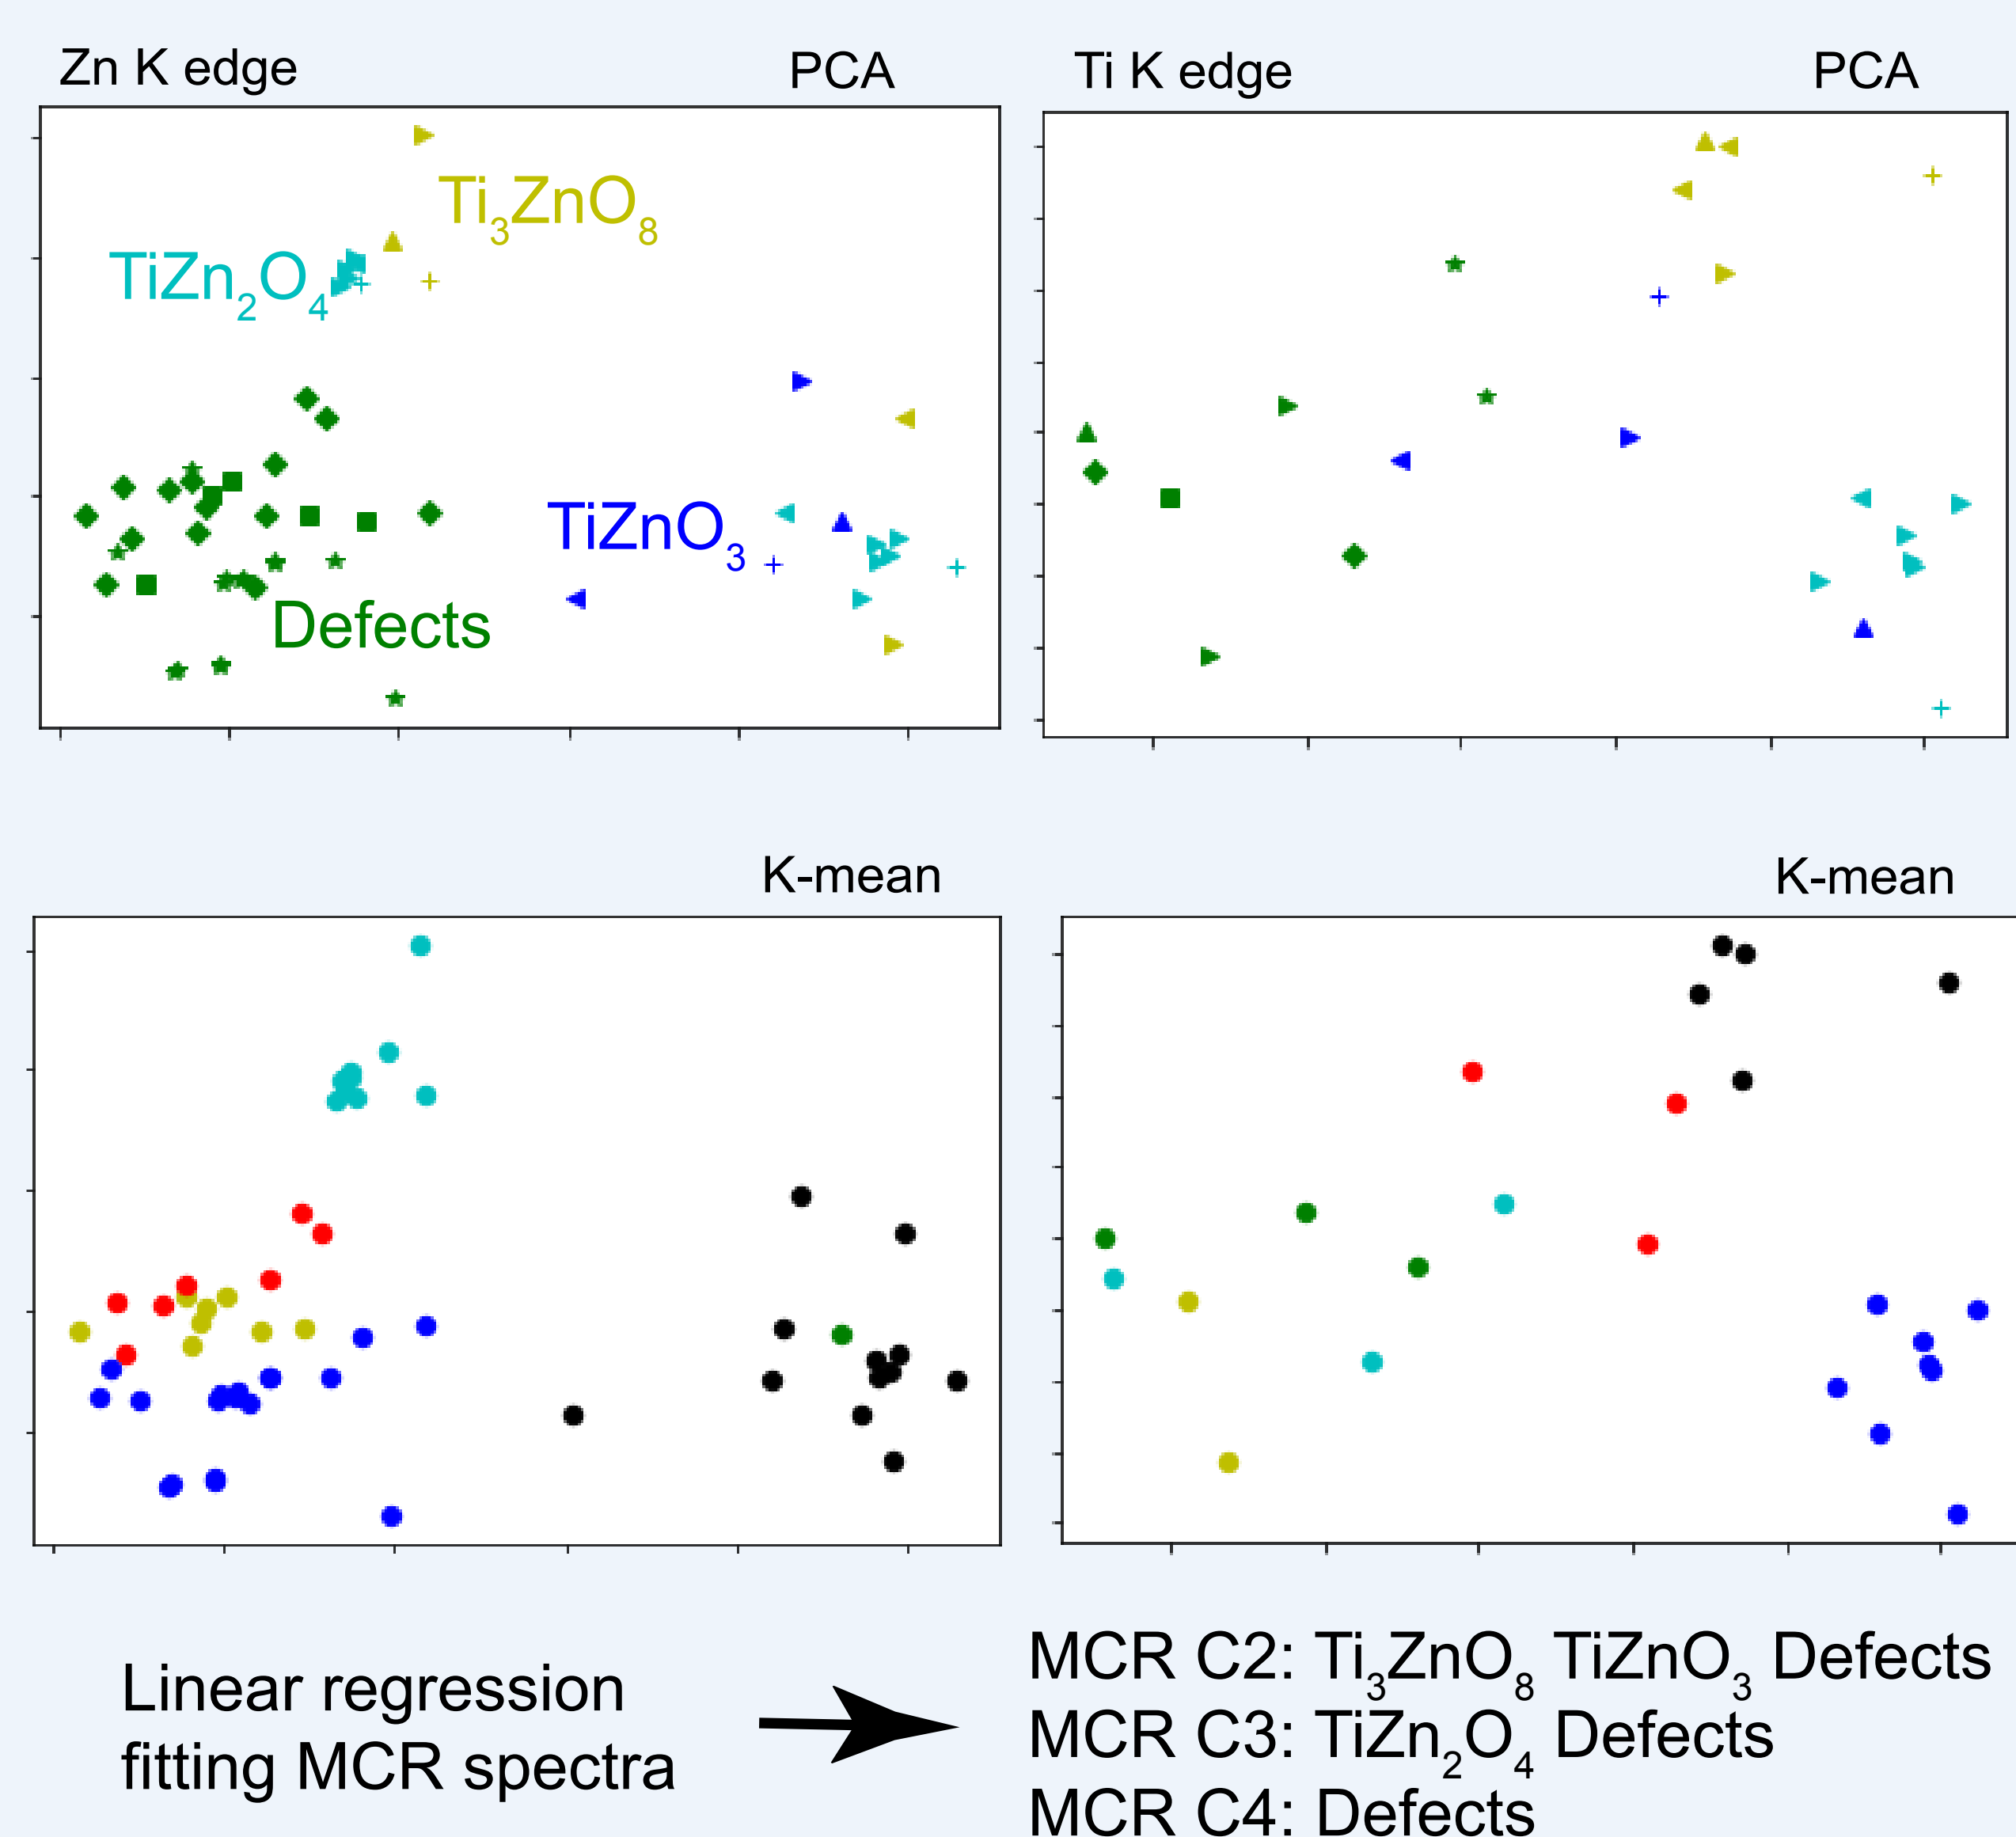 Zn K edge
PCA
Ti K edge
PCA
Ti₃ZnO₈
TiZn₂O₄
TiZnO₃
Defects
K-mean
K-mean
Linear regression
fitting MCR spectra
MCR C2: Ti₃ZnO₈ TiZnO₃ Defects
MCR C3: TiZn₂O₄ Defects
MCR C4: Defects